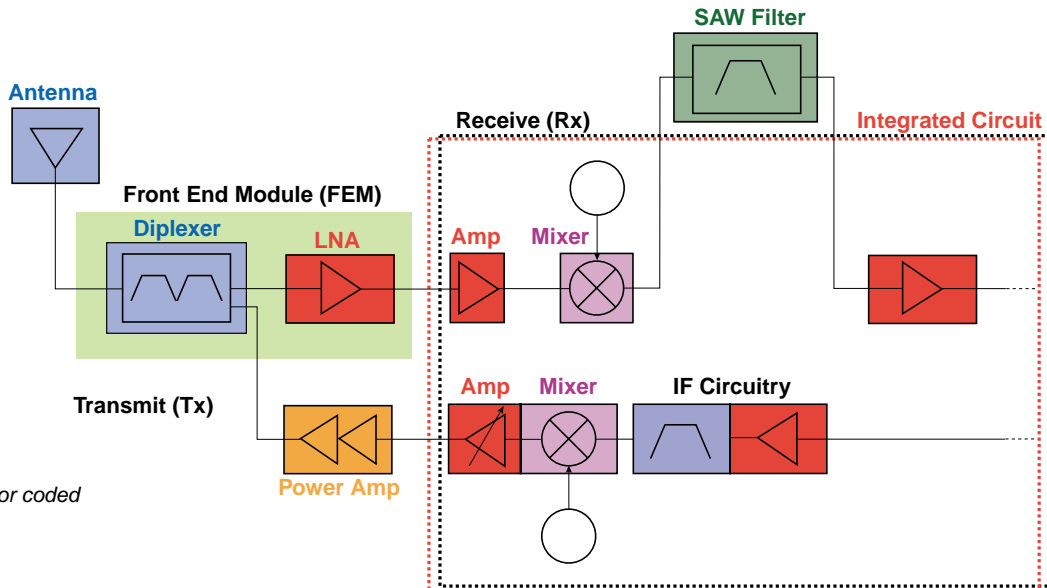 SAW Filter
Antenna
Receive (Rx)
Integrated Circuit
Front End Module (FEM)
Diplexer
LNA
Amp
Mixer
Amp
Mixer
IF Circuitry
Transmit (Tx)
Power Amp
or coded